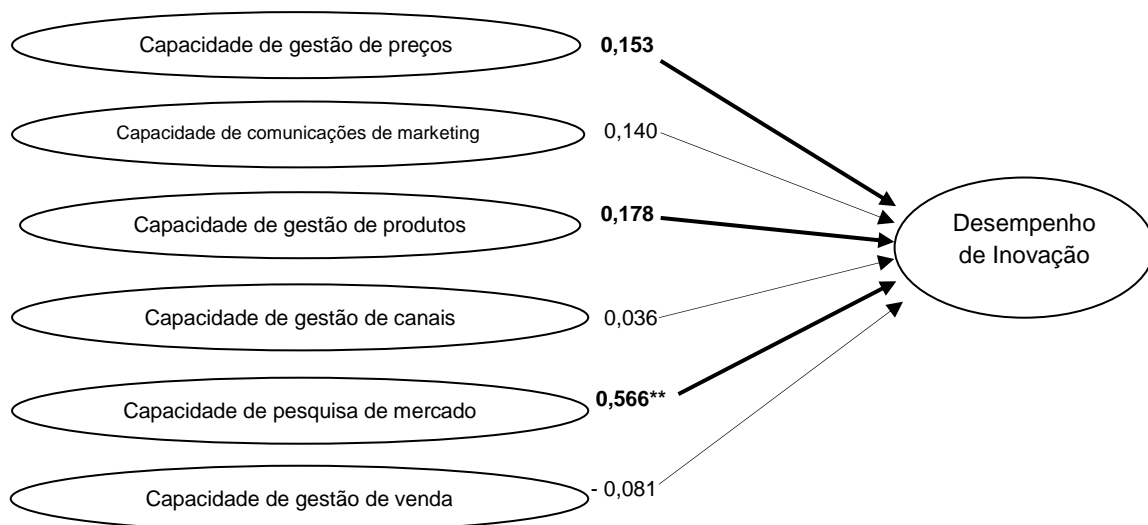 Capacidade de gestão de preços
0,153
Capacidade de comunicações de marketing
0,140
Capacidade de gestão de produtos
0,178
Capacidade de gestão de canais
0,036
Capacidade de pesquisa de mercado
0,566**
Capacidade de gestão de venda
- 0,081
Desempenho
de Inovação